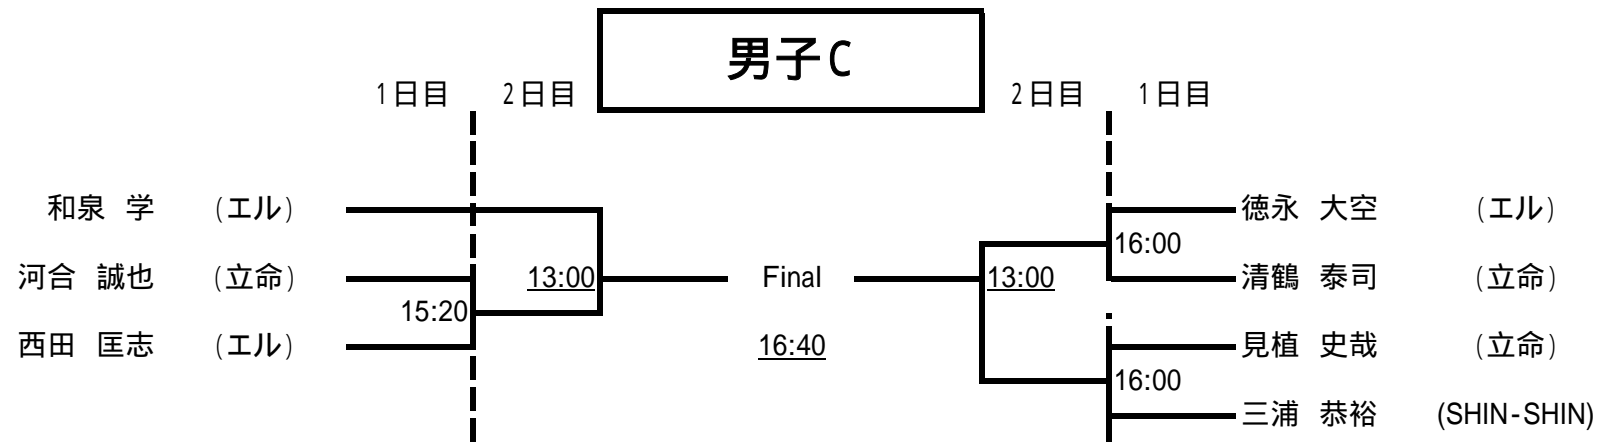 男子C
1日目 2日目 2日目 1日目
和泉 学 (エル) 徳永 大空 (エル)
16:00
河合 誠也 (立命) 13:00 Final 13:00 清鶴 泰司 (立命)
15:20
西田 匡志 (エル) 16:40 見植 史哉 (立命)
16:00
三浦 恭裕 (SHIN-SHIN)